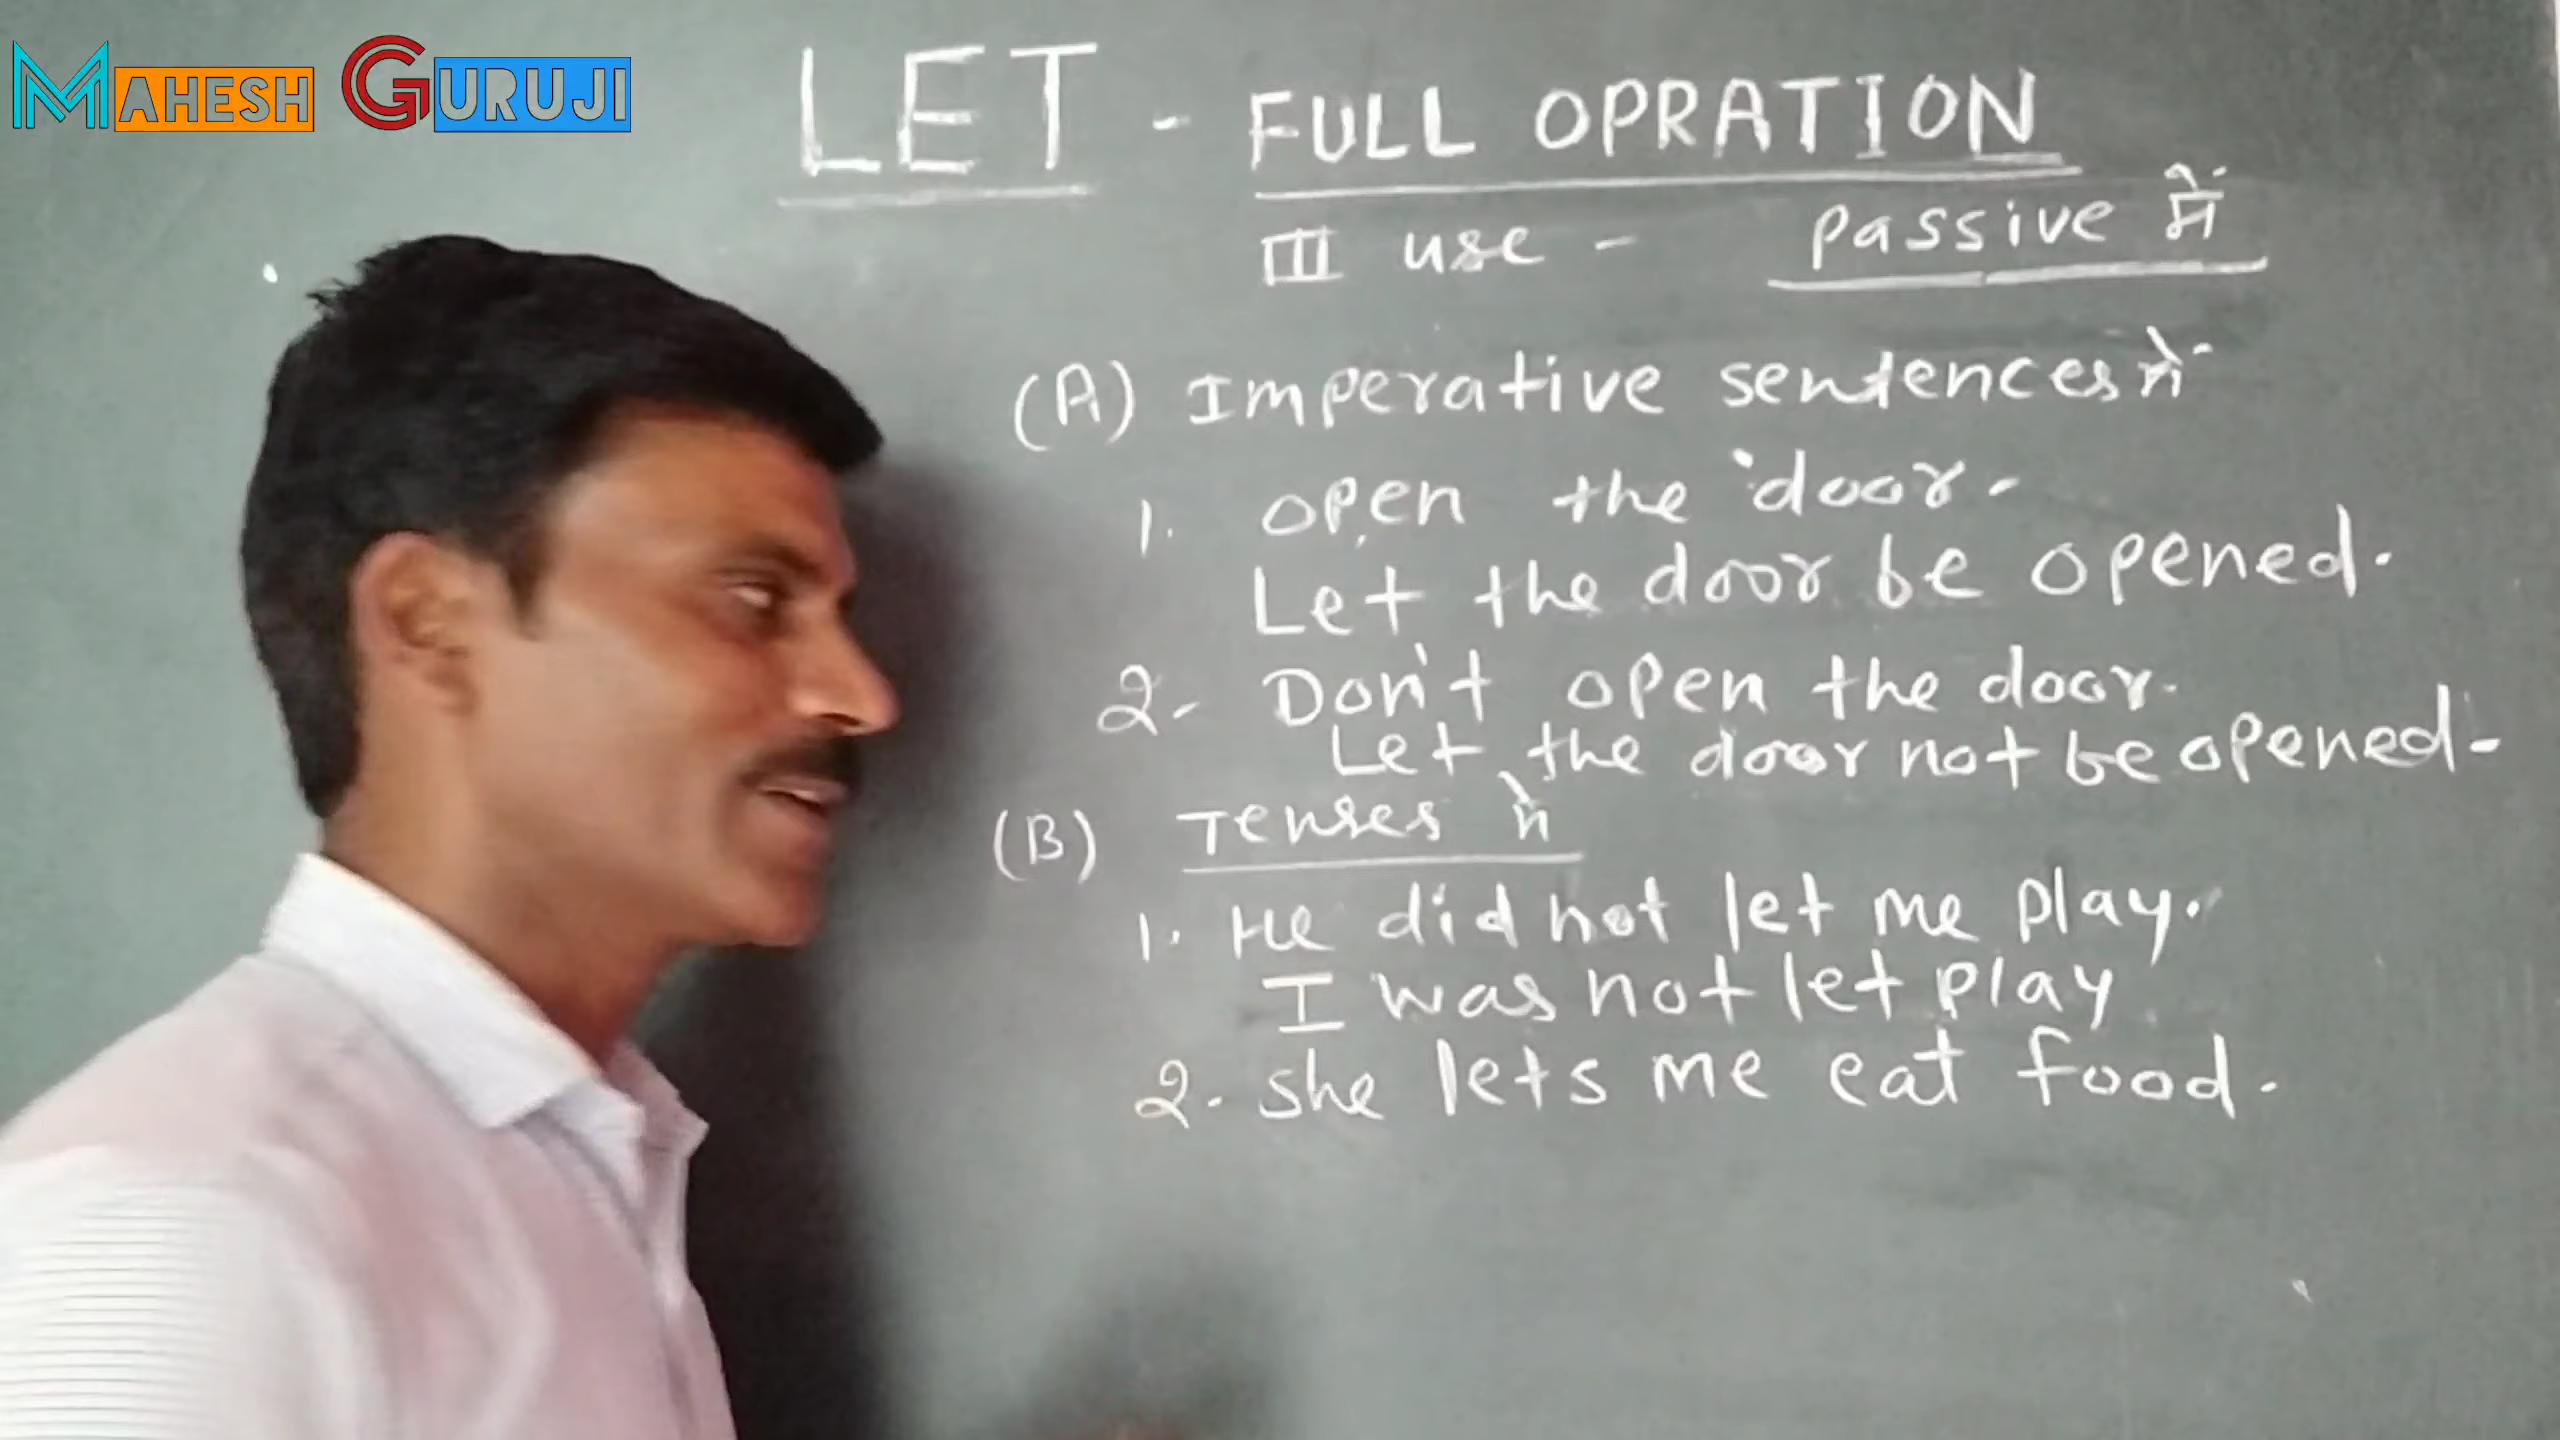 MAHESH GURUJI
LET - FULL OPRATION
III use - Passive में
(A) Imperative sentences में
1. open the door.
Let the door be opened.
2. Don't open the door.
Let the door not be opened.
(B) Tenses में
1. He did not let me play.
I was not let play
2. she lets me eat food.